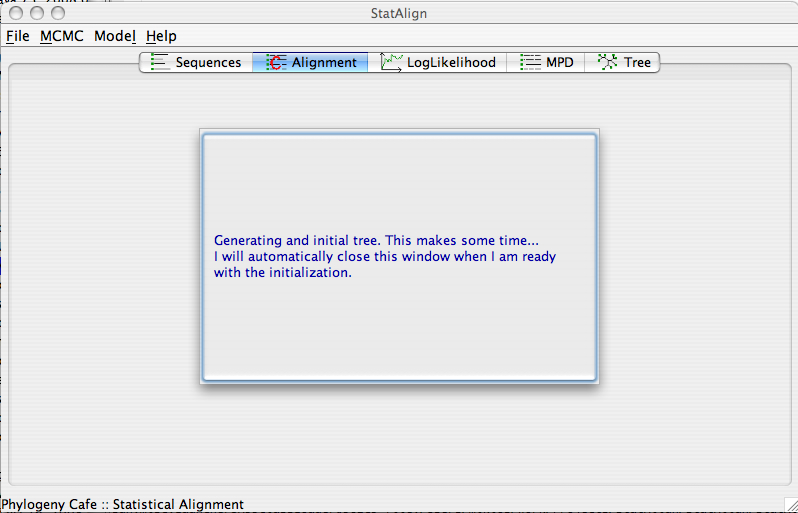 StatAlign
File MCMC Model Help
Sequences Alignment LogLikelihood MPD Tree
Generating and initial tree. This makes some time...
I will automatically close this window when I am ready
with the initialization.
Phylogeny Cafe :: Statistical Alignment